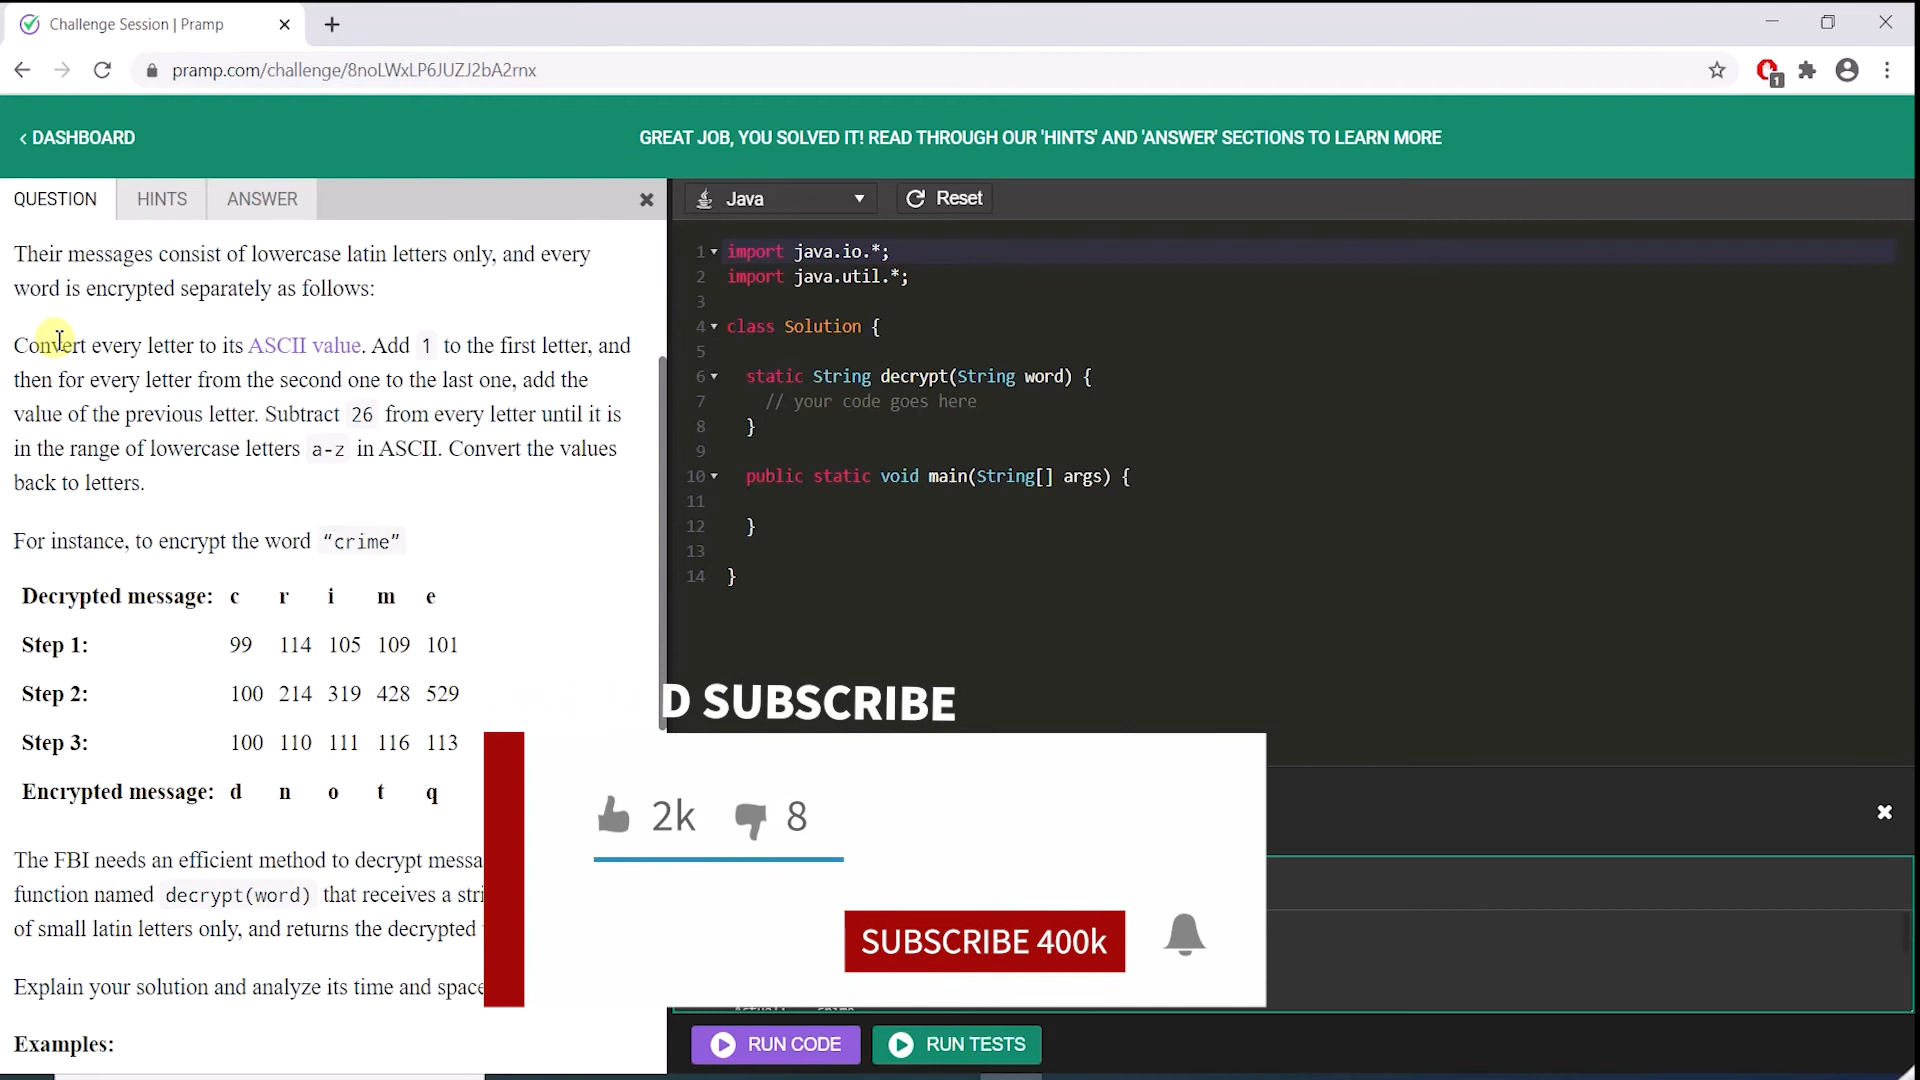 Challenge Session | Pramp
pramp.com/challenge/8noLWxLP6JUZJ2bA2rnx
1
DASHBOARD
GREAT JOB, YOU SOLVED IT! READ THROUGH OUR 'HINTS' AND 'ANSWER' SECTIONS TO LEARN MORE
QUESTION HINTS ANSWER
Their messages consist of lowercase latin letters only, and every
word is encrypted separately as follows:
Convert every letter to its ASCII value. Add 1 to the first letter, and
then for every letter from the second one to the last one, add the
value of the previous letter. Subtract 26 from every letter until it is
in the range of lowercase letters a-z in ASCII. Convert the values
back to letters.
For instance, to encrypt the word “crime”
Decrypted message: c r i m e
Step 1: 99 114 105 109 101
Step 2: 100 214 319 428 529
Step 3: 100 110 111 116 113
Encrypted message: d n o t q
The FBI needs an efficient method to decrypt messa
function named decrypt(word) that receives a stri
of small latin letters only, and returns the decrypted
Explain your solution and analyze its time and space
Examples:
Java Reset
1 import java.io.*;
2 import java.util.*;
3
4 class Solution {
5
6 static String decrypt(String word) {
7 // your code goes here
8 }
9
10 public static void main(String[] args) {
11
12 }
13
14 }
D SUBSCRIBE
2k 8
SUBSCRIBE 400k
RUN CODE RUN TESTS